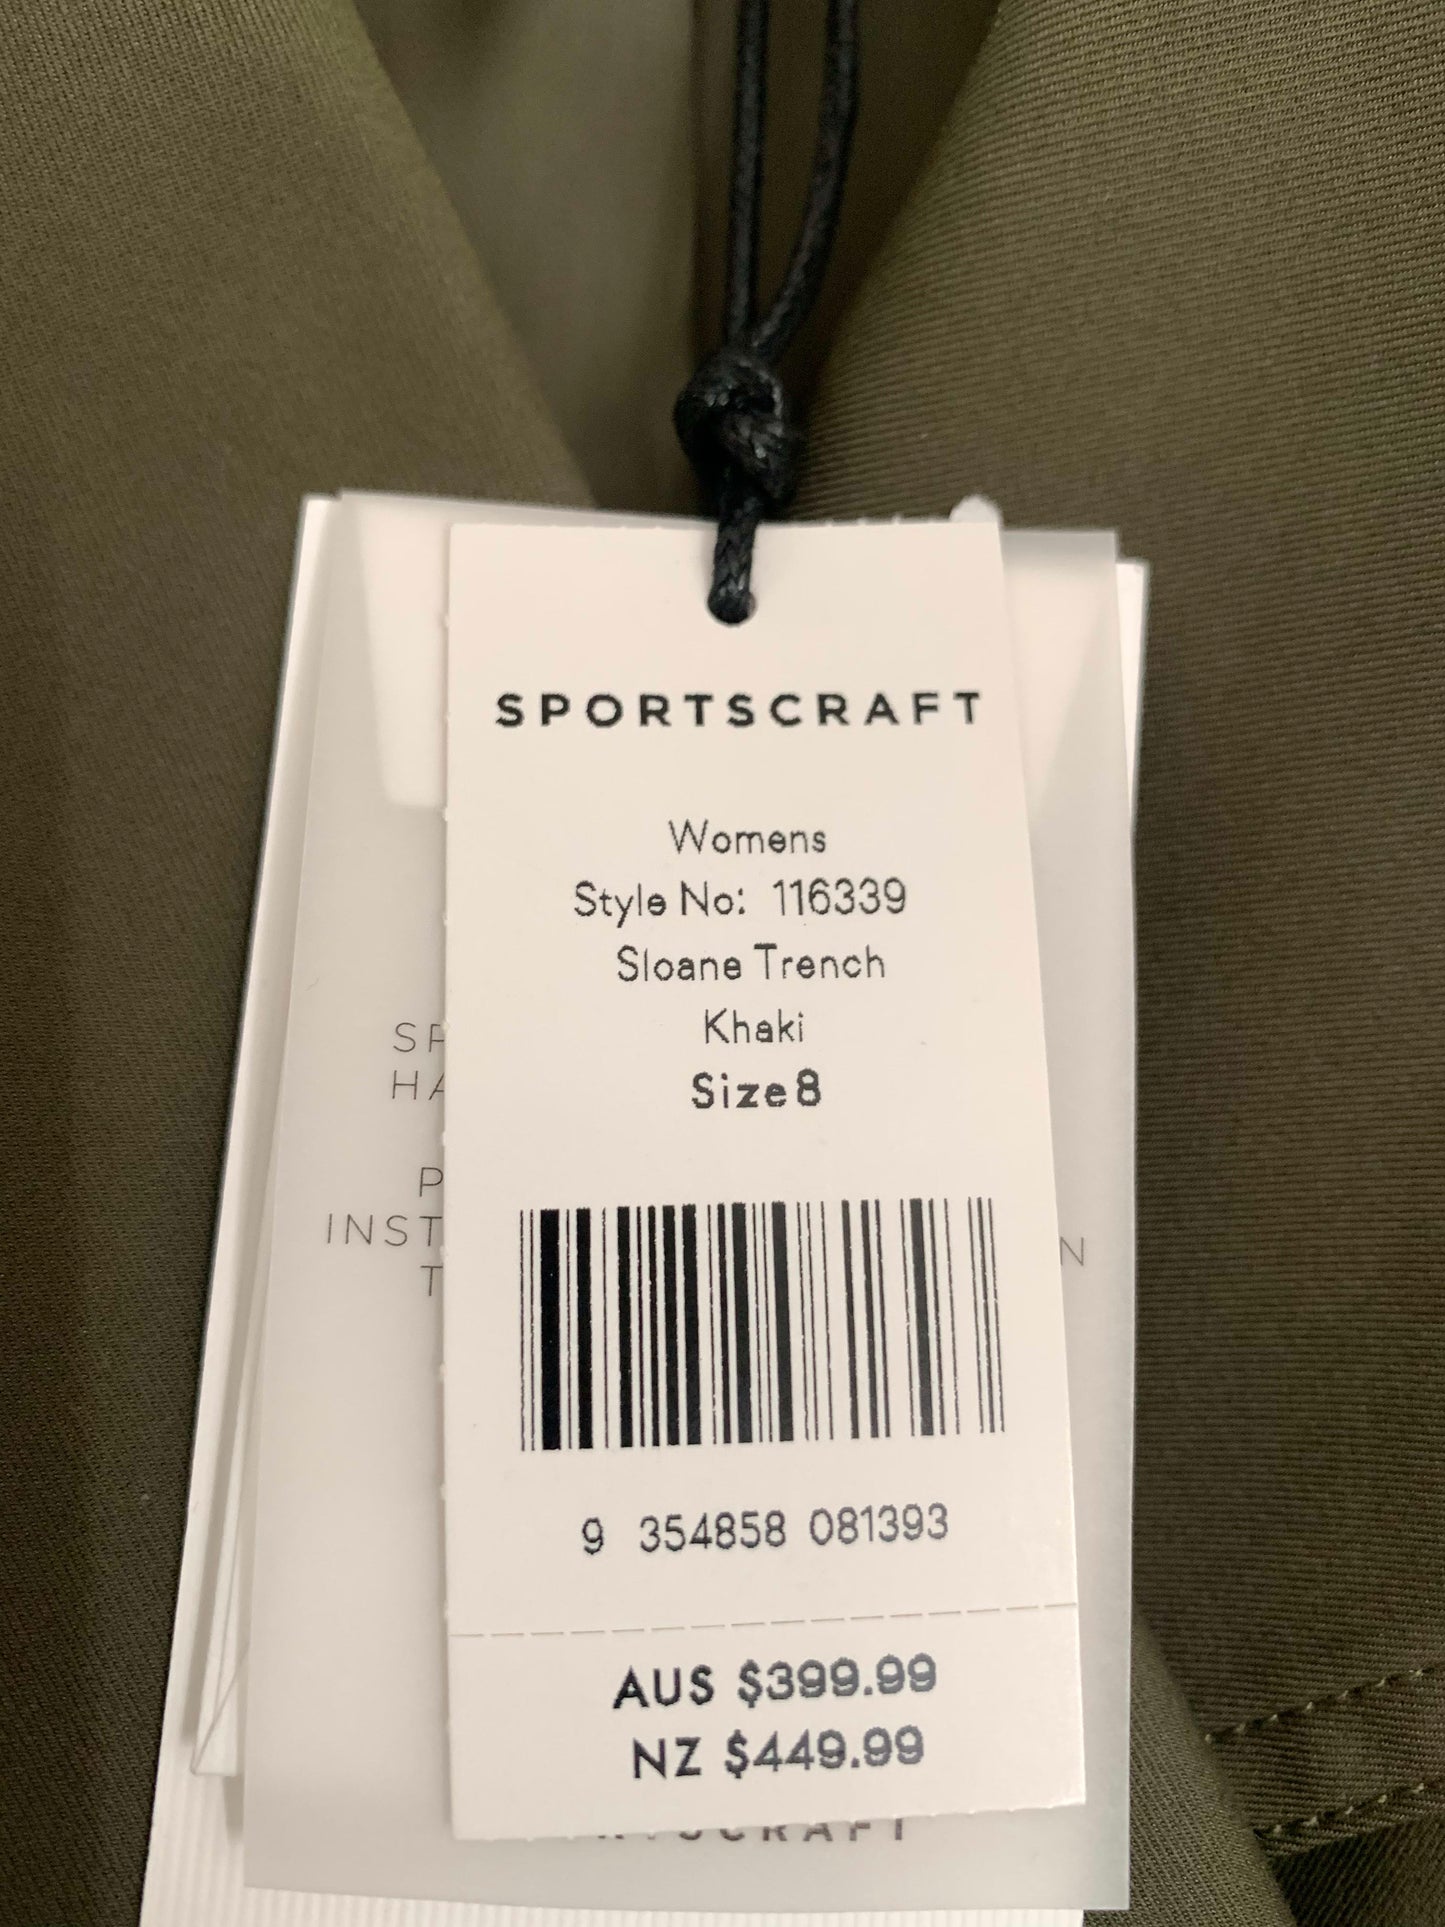 SPORTSCRAFT
Womens
Style No: 116339
Sloane Trench
Khaki
Size 8
9 354858 081393
AUS $399.99
NZ $449.99